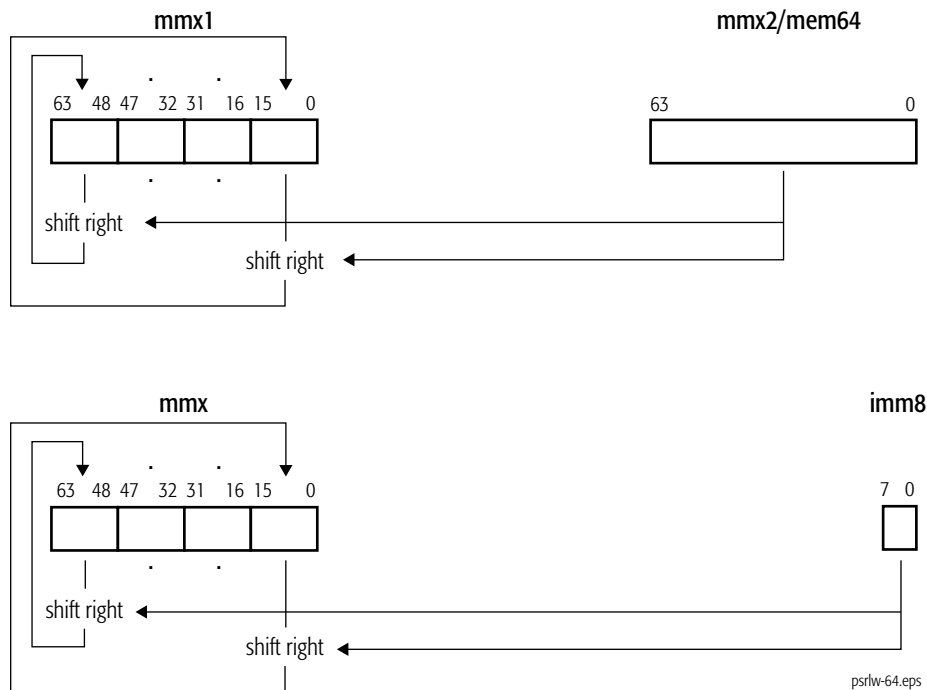 mmx1 mmx2/mem64
. .
63 48 47 32 31 16 15 0 63 0
. .
shift right
shift right
mmx imm8
. .
63 48 47 32 31 16 15 0 7 0
. .
shift right
shift right
psrlw-64.eps